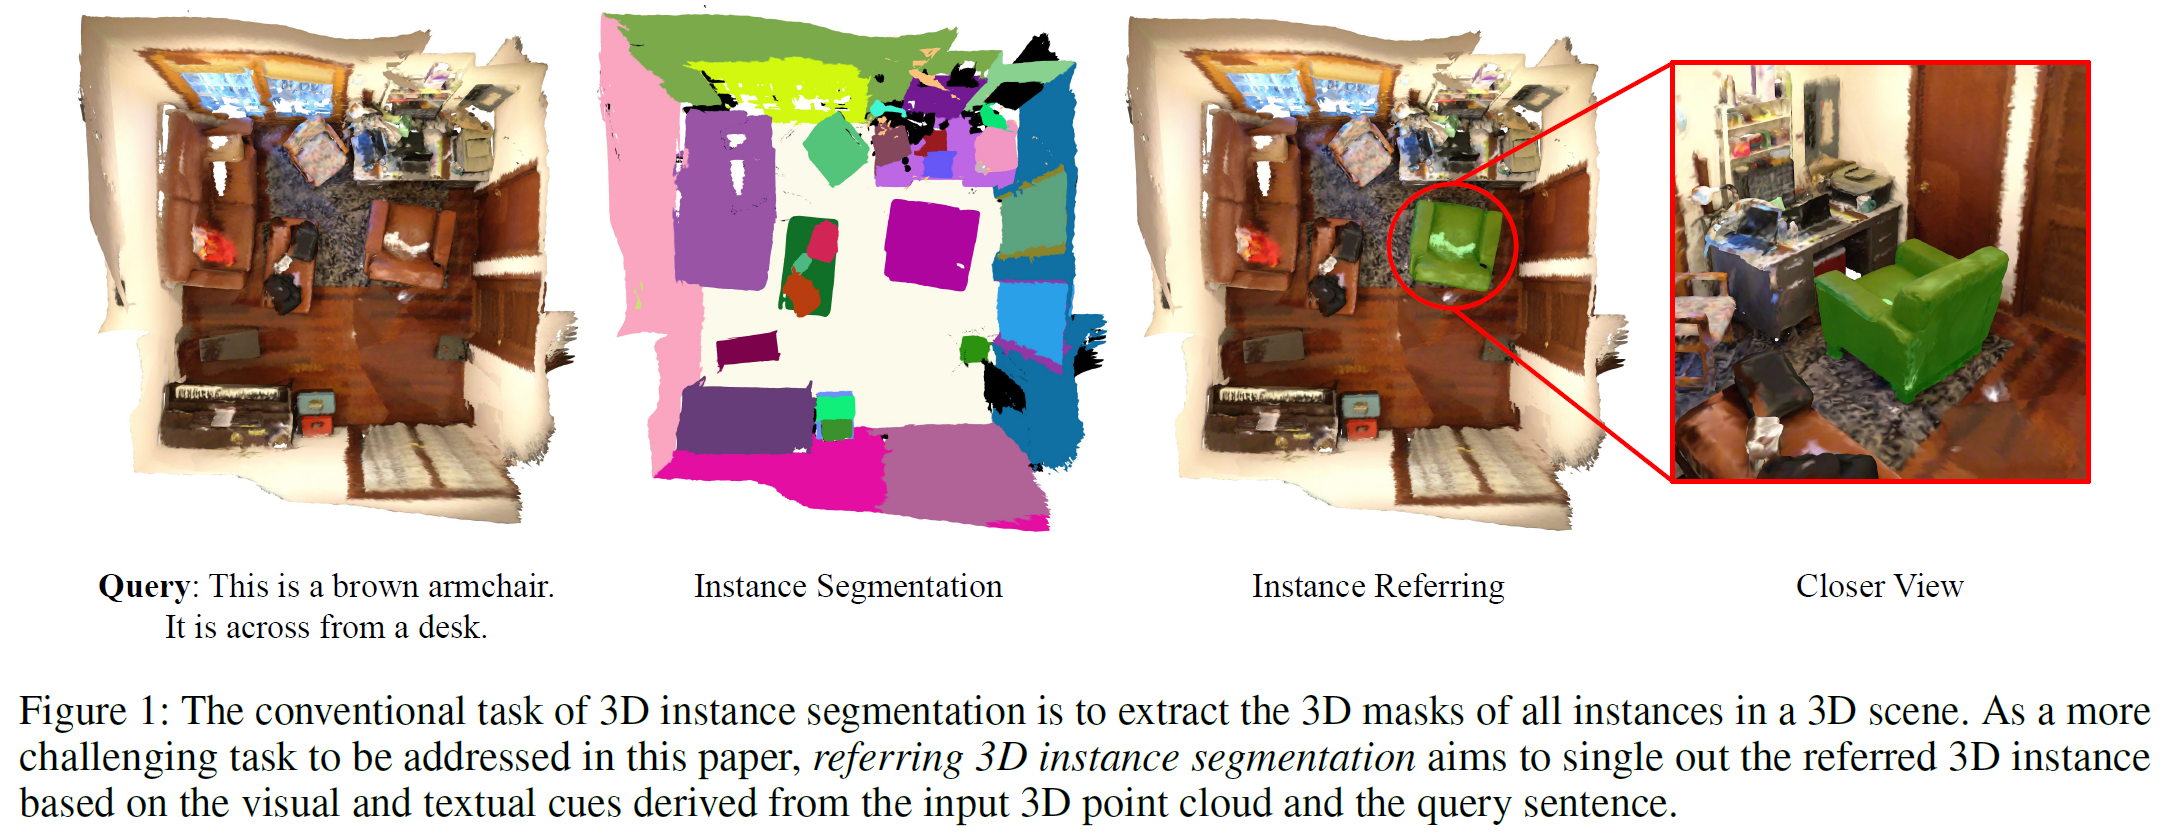 Query: This is a brown armchair.
It is across from a desk.
Instance Segmentation
Instance Referring
Closer View
Figure 1: The conventional task of 3D instance segmentation is to extract the 3D masks of all instances in a 3D scene. As a more
challenging task to be addressed in this paper, referring 3D instance segmentation aims to single out the referred 3D instance
based on the visual and textual cues derived from the input 3D point cloud and the query sentence.